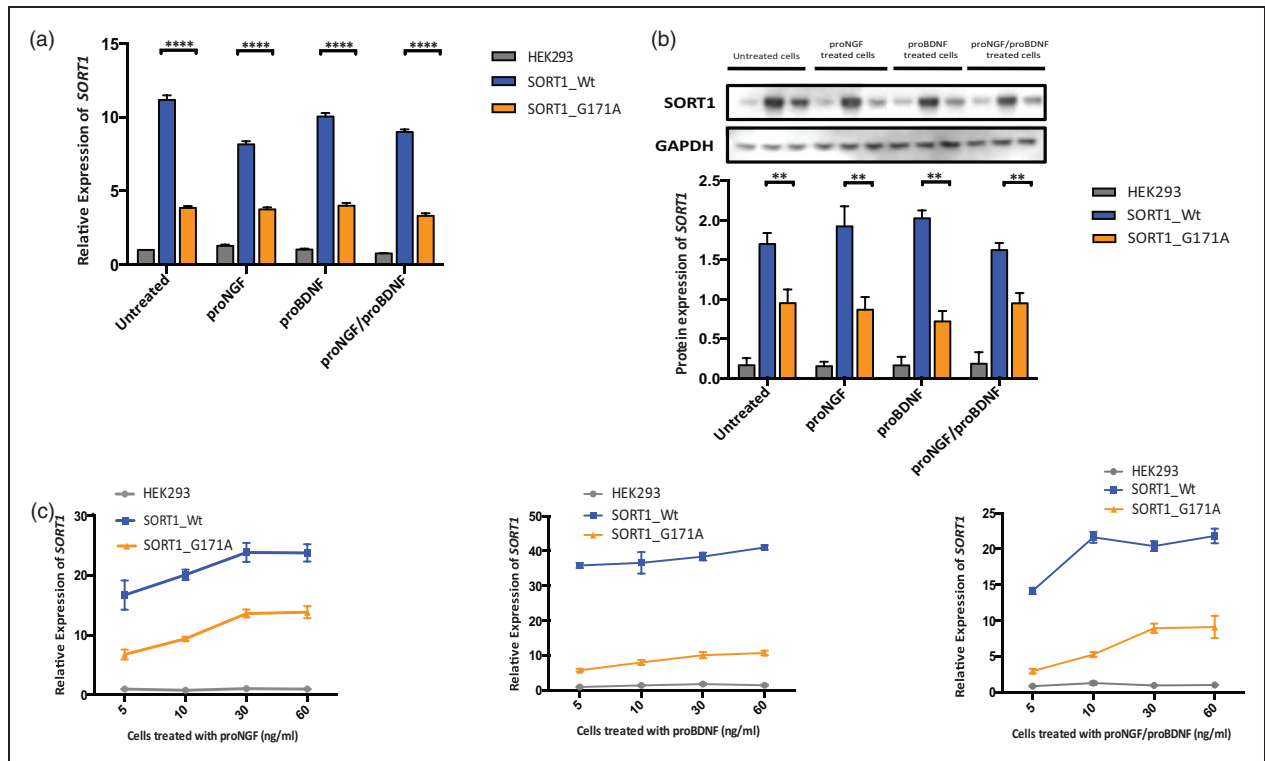 (a)
Relative Expression of SORT1
15
10
5
0
**** **** **** ****
Untreated
proNGF
proBDNF
proNGF/proBDNF
HEK293
SORT1_Wt
SORT1_G171A
(b)
Untreated cells
proNGF
treated cells
proBDNF
treated cells
proNGF/proBDNF
treated cells
SORT1
GAPDH
Protein expression of SORT1
2.5
2.0
1.5
1.0
0.5
0.0
** ** ** **
Untreated
proNGF
proBDNF
proNGF/proBDNF
HEK293
SORT1_Wt
SORT1_G171A
(c)
HEK293
SORT1_Wt
SORT1_G171A
Relative Expression of SORT1
30
20
10
0
5 10 30 60
Cells treated with proNGF (ng/ml)
HEK293
SORT1_Wt
SORT1_G171A
Relative Expression of SORT1
50
40
30
20
10
0
5 10 30 60
Cells treated with proBDNF (ng/ml)
HEK293
SORT1_Wt
SORT1_G171A
Relative Expression of SORT1
25
20
15
10
5
0
5 10 30 60
Cells treated with proNGF/proBDNF (ng/ml)